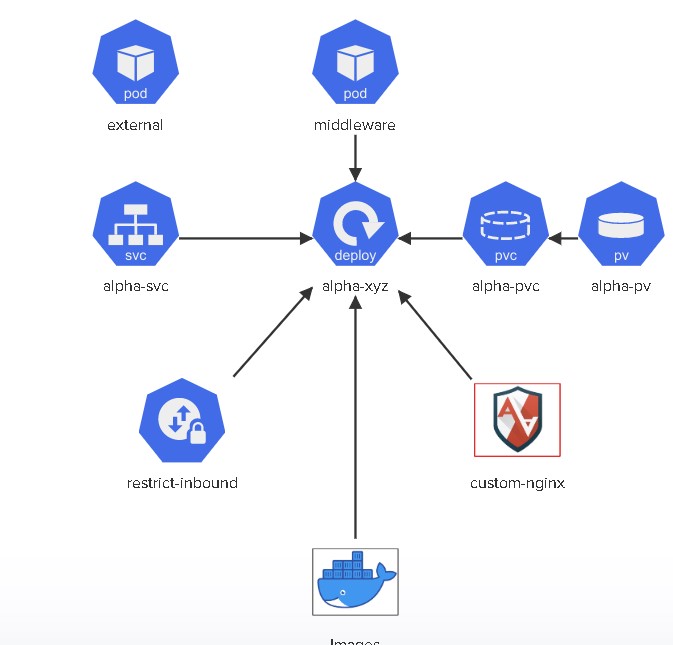 pod
pod
external
middleware
svc
deploy
pvc
pv
alpha-svc
alpha-xyz
alpha-pvc
alpha-pv
restrict-inbound
custom-nginx
Images